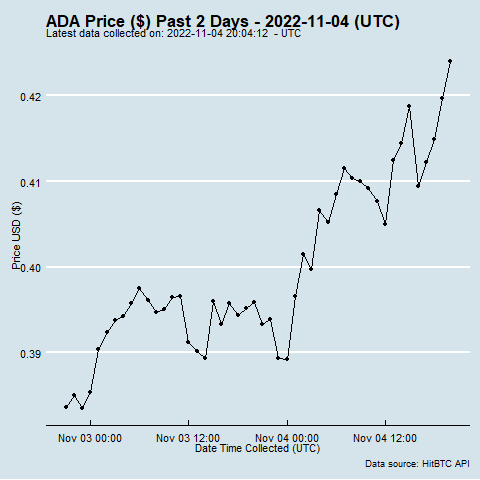 ADA Price ($) Past 2 Days - 2022-11-04 (UTC)
Latest data collected on: 2022-11-04 20:04:12 - UTC
0.42
0.41
0.40
0.39
Price USD ($)
Nov 03 00:00 Nov 03 12:00 Nov 04 00:00 Nov 04 12:00
Date Time Collected (UTC)
Data source: HitBTC API